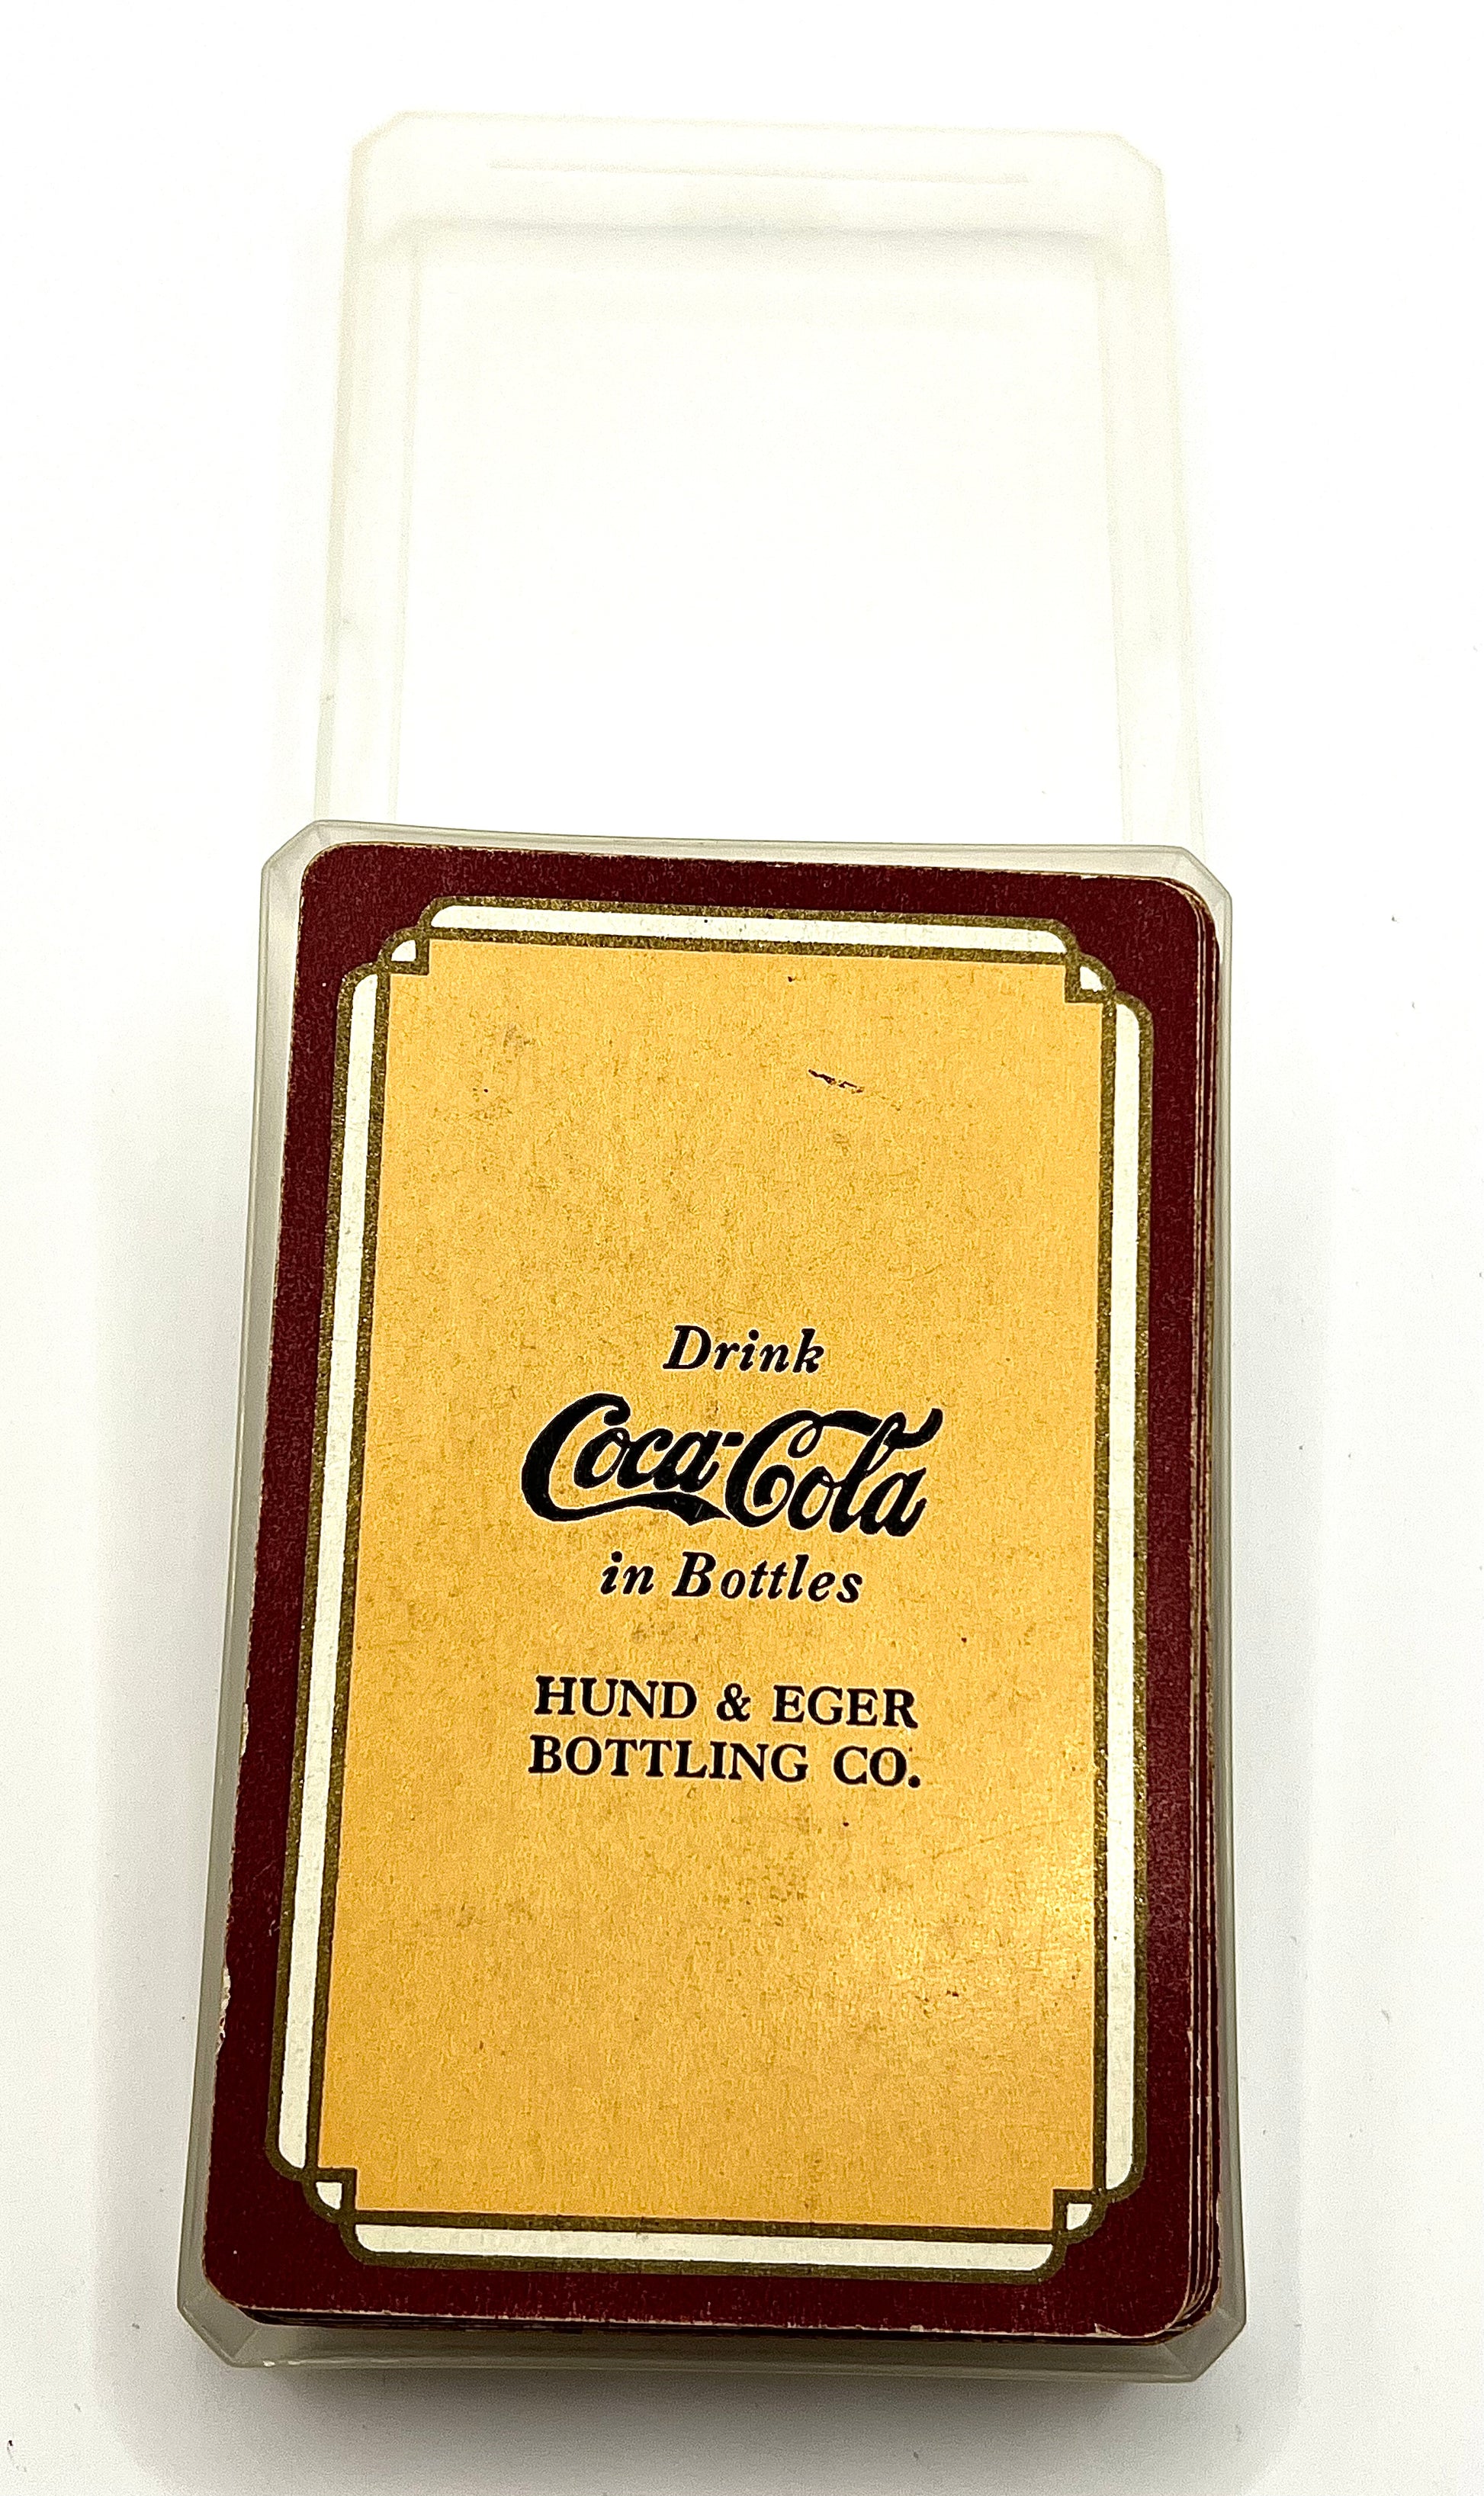 Drink
Coca-Cola
in Bottles
HUND & EGER
BOTTLING CO.